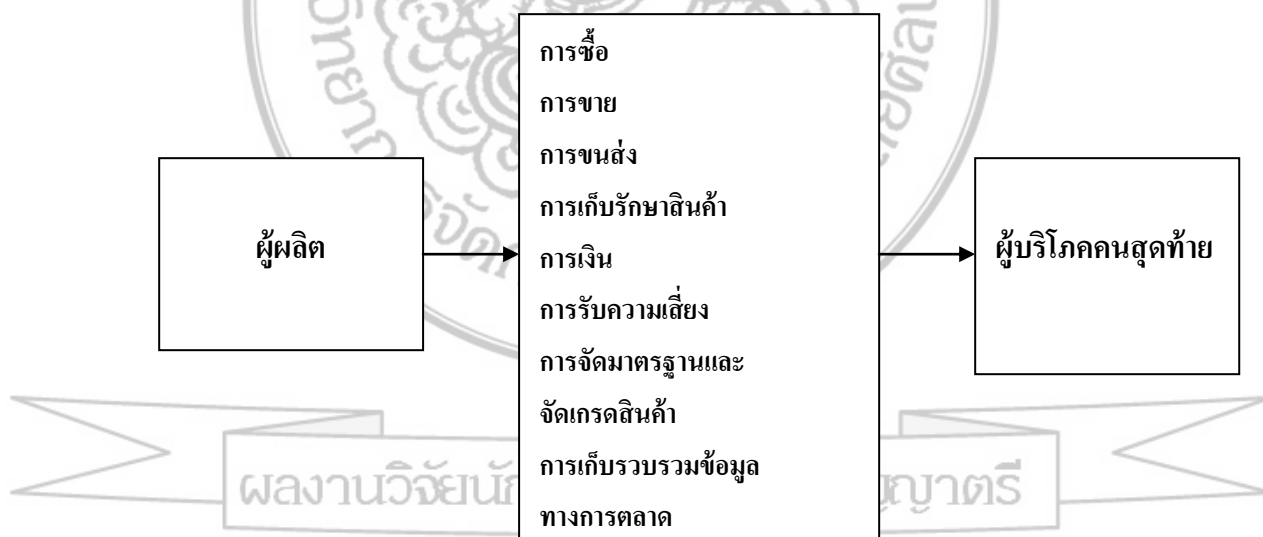 ผู้ผลิต
การซื้อ
การขาย
การขนส่ง
การเก็บรักษาสินค้า
การเงิน
การรับความเสี่ยง
การจัดมาตรฐานและ
จัดเกรดสินค้า
การเก็บรวบรวมข้อมูล
ทางการตลาด
ผู้บริโภคคนสุดท้าย
ผลงานวิจัยนัก
ญาตรี